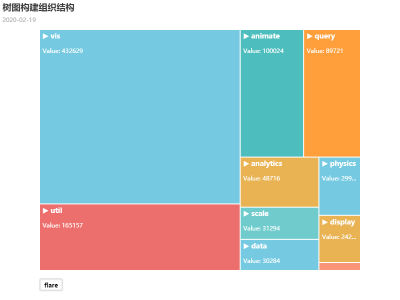 树图构建组织结构
2020-02-19
▶ vis
Value: 432629
▶ animate
Value: 100024
▶ query
Value: 89721
▶ analytics
Value: 48716
▶ physics
Value: 299...
▶ util
Value: 165157
▶ scale
Value: 31294
▶ display
Value: 242...
▶ data
Value: 30284
flare